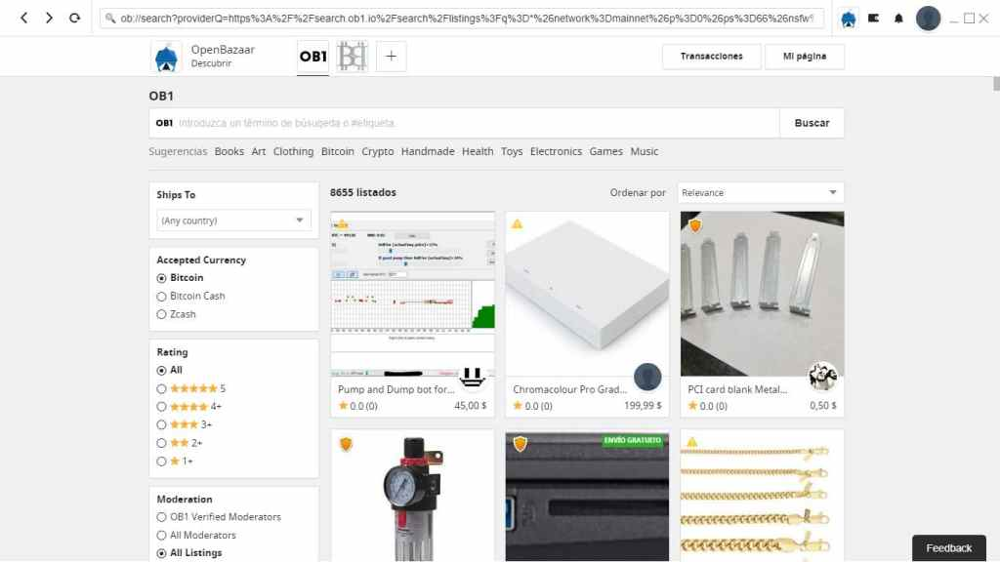 ob://search?providerQ=https%3A%2F%2Fsearch.ob1.io%2Fsearch%2Flistings%3Fq%3D*%26network%3Dmainnet%26p%3D0%26ps%3D66%26nsfw%
OpenBazaar
Descubrir
OB1
Transacciones
Mi página
OB1
OB1 Introduzca un término de búsqueda o #etiqueta
Buscar
Sugerencias Books Art Clothing Bitcoin Crypto Handmade Health Toys Electronics Games Music
Ships To
(Any country)
Accepted Currency
Bitcoin
Bitcoin Cash
Zcash
Rating
All
5
4+
3+
2+
1+
Moderation
OB1 Verified Moderators
All Moderators
All Listings
8655 listados
Ordenar por
Relevance
Pump and Dump bot for...
0.0 (0) 45,00 $
Chromacolour Pro Grad...
0.0 (0) 199,99 $
PCI card blank Metal...
0.0 (0) 0,50 $
ENVÍO GRATUITO
Feedback